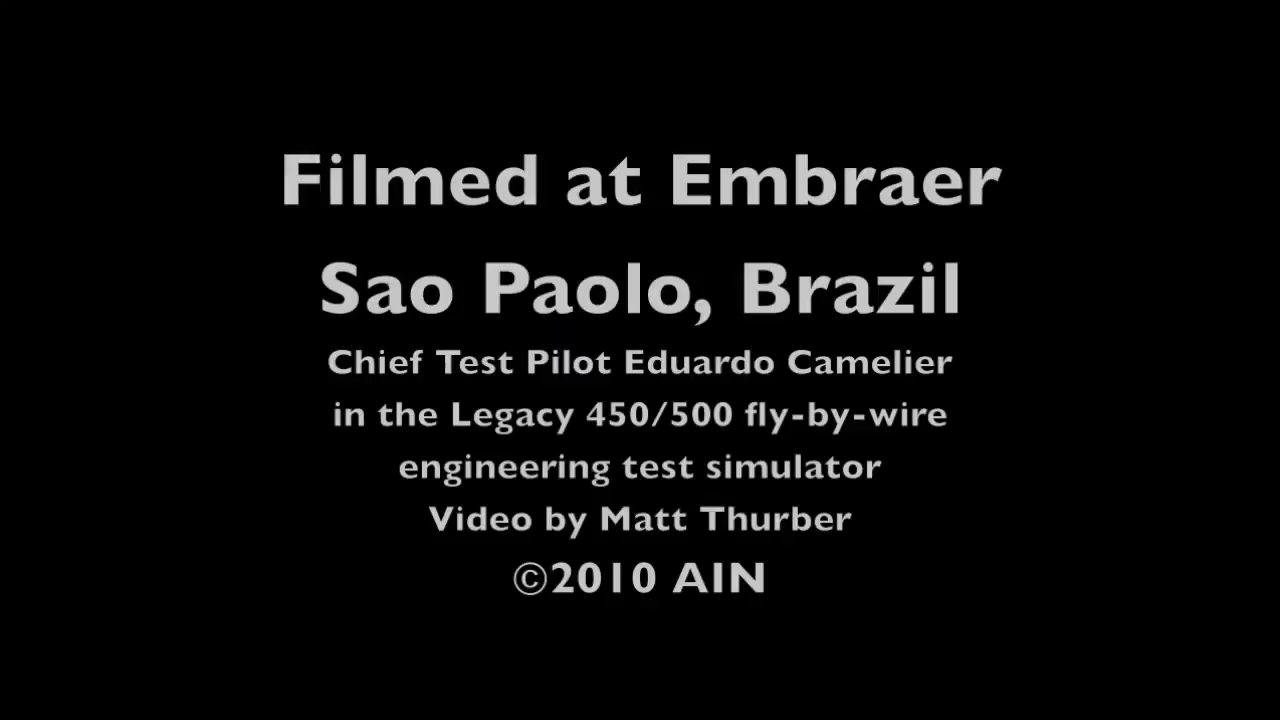 Filmed at Embraer
Sao Paolo, Brazil
Chief Test Pilot Eduardo Camelier
in the Legacy 450/500 fly-by-wire
engineering test simulator
Video by Matt Thurber
©2010 AIN